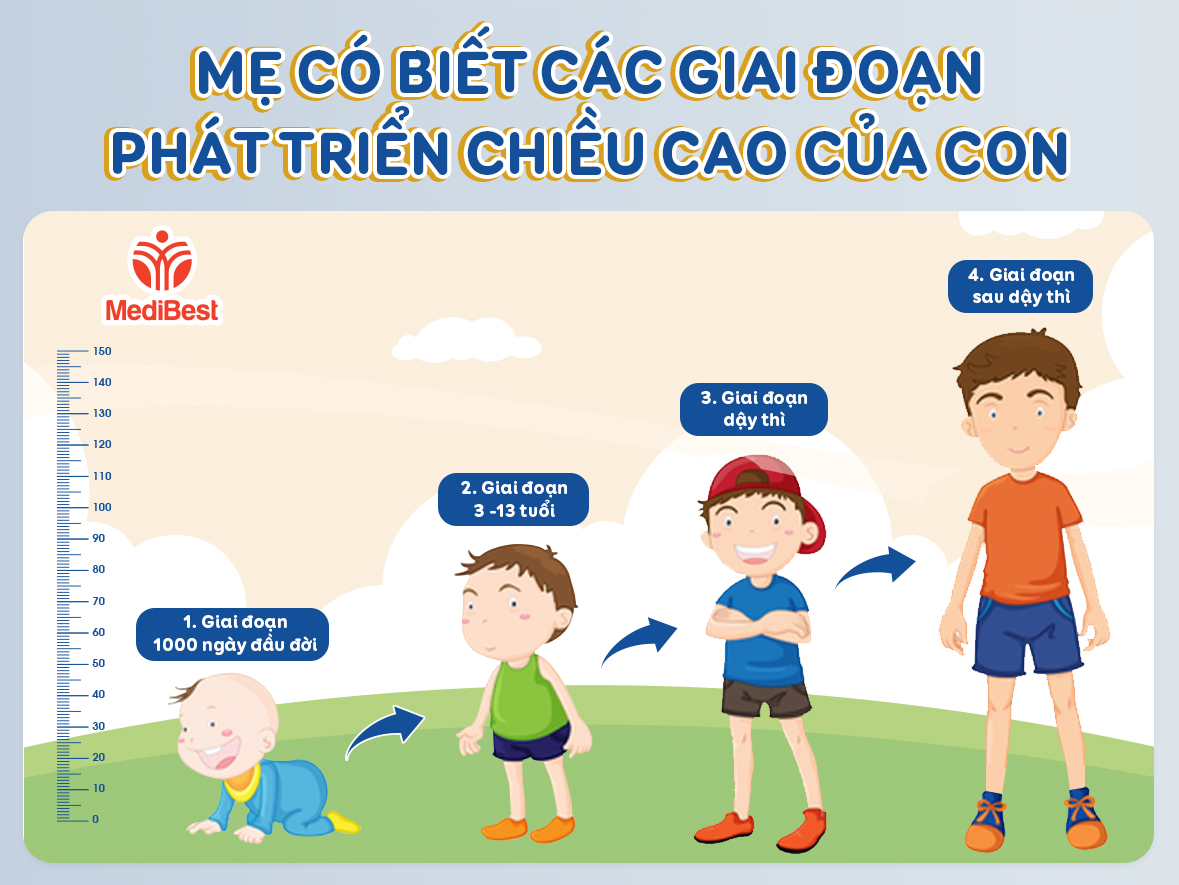 MẸ CÓ BIẾT CÁC GIAI ĐOẠN
PHÁT TRIỂN CHIỀU CAO CỦA CON
MediBest
4. Giai đoạn
sau dậy thì
3. Giai đoạn
dậy thì
2. Giai đoạn
3 -13 tuổi
1. Giai đoạn
1000 ngày đầu đời
150
140
130
120
110
100
90
80
70
60
50
40
30
20
10
0